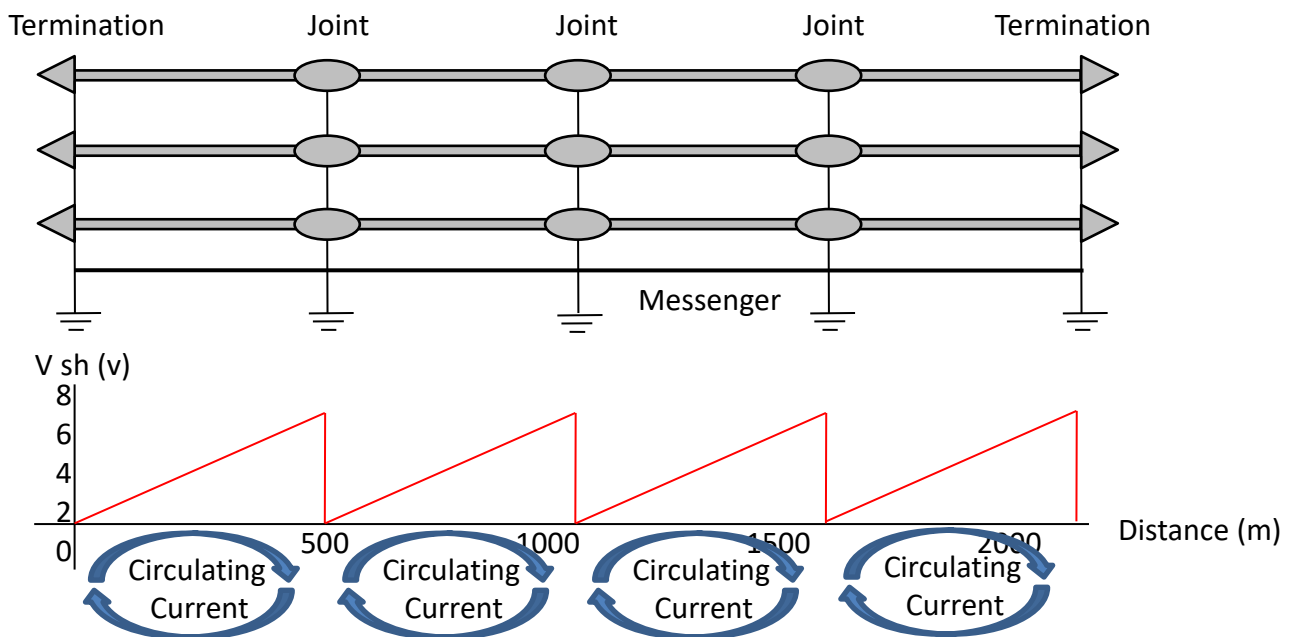 Termination Joint Joint Joint Termination
Messenger
V sh (v)
8
6
4
2
0
500 1000 1500 2000 Distance (m)
Circulating Circulating Circulating Circulating
Current Current Current Current